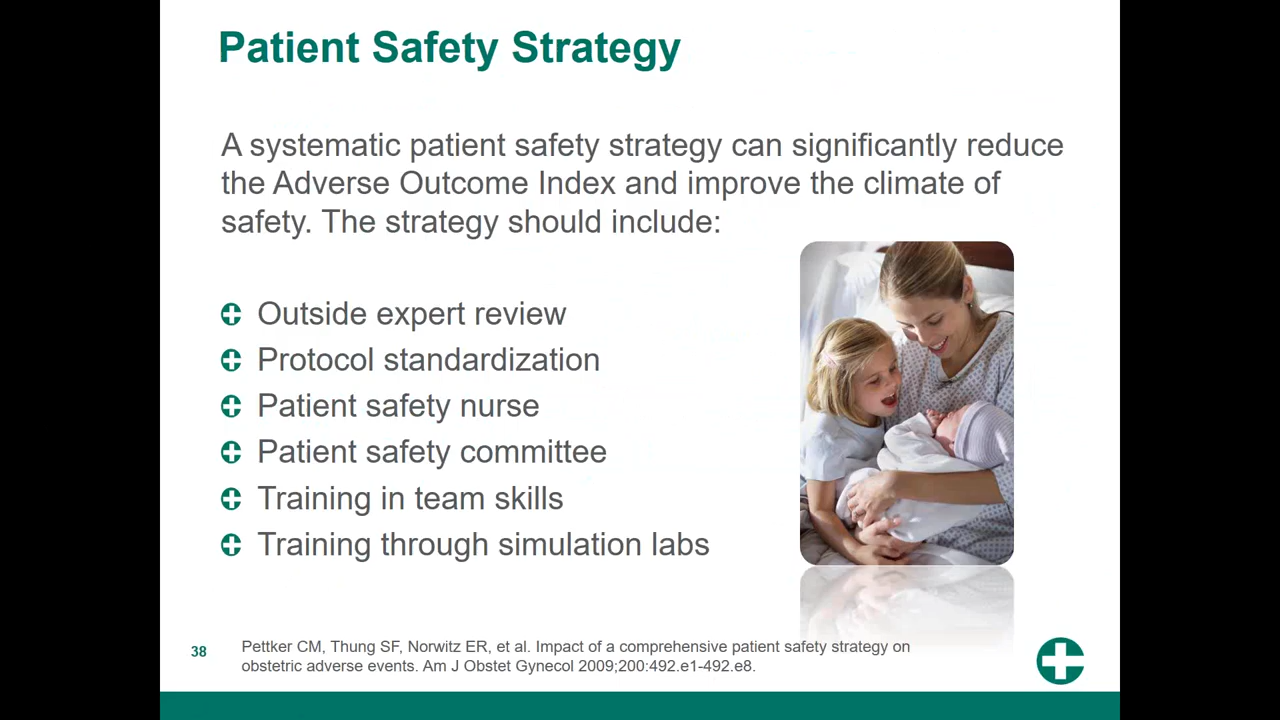 Patient Safety Strategy
A systematic patient safety strategy can significantly reduce
the Adverse Outcome Index and improve the climate of
safety. The strategy should include:
Outside expert review
Protocol standardization
Patient safety nurse
Patient safety committee
Training in team skills
Training through simulation labs
38
Pettker CM, Thung SF, Norwitz ER, et al. Impact of a comprehensive patient safety strategy on
obstetric adverse events. Am J Obstet Gynecol 2009;200:492.e1-492.e8.